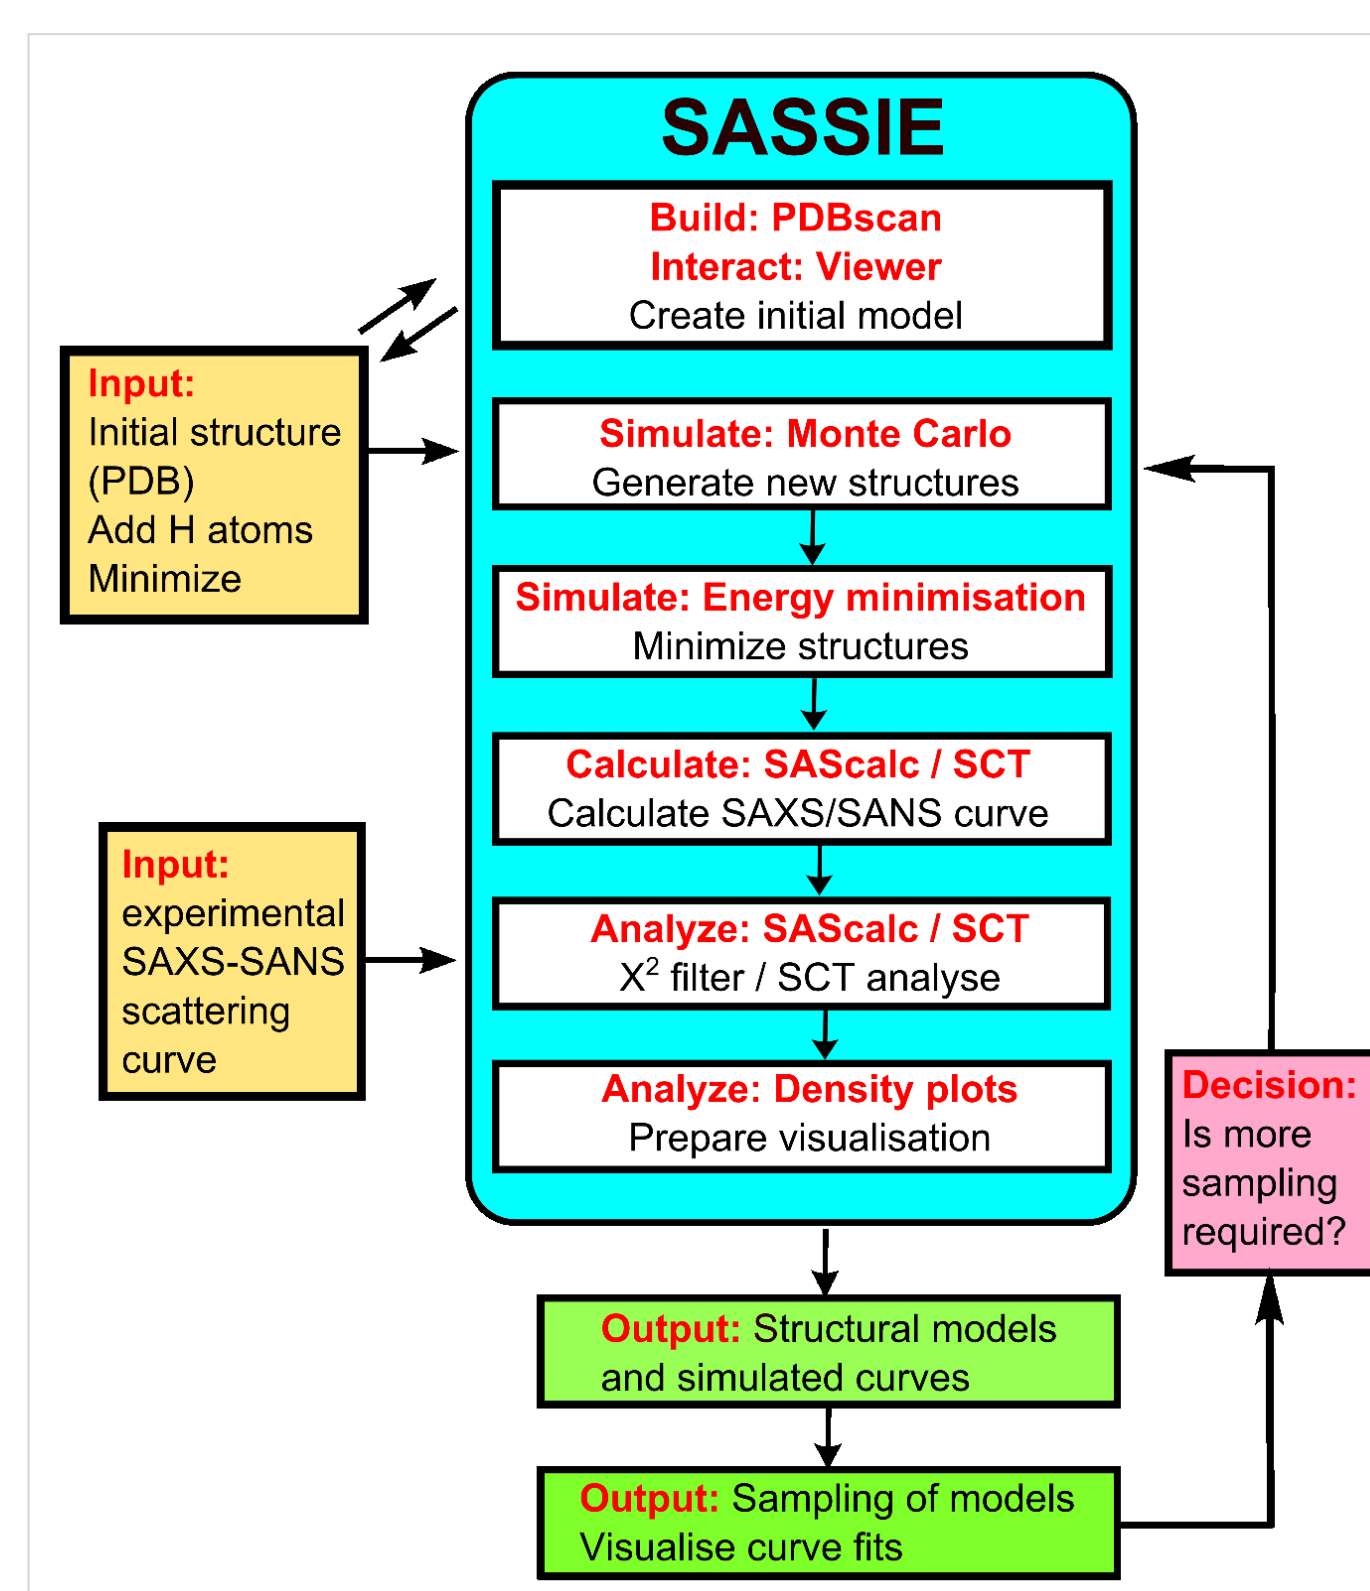 SASSIE
Build: PDBscan
Interact: Viewer
Create initial model
Input:
Initial structure
(PDB)
Add H atoms
Minimize
Simulate: Monte Carlo
Generate new structures
Simulate: Energy minimisation
Minimize structures
Calculate: SAScalc / SCT
Calculate SAXS/SANS curve
Input:
experimental
SAXS-SANS
scattering
curve
Analyze: SAScalc / SCT
X² filter / SCT analyse
Analyze: Density plots
Prepare visualisation
Decision:
Is more
sampling
required?
Output: Structural models
and simulated curves
Output: Sampling of models
Visualise curve fits